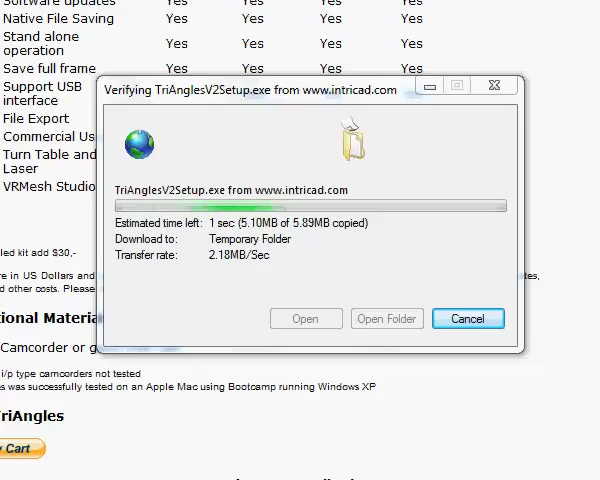 Software updates Yes Yes Yes Yes
Native File Saving Yes Yes Yes Yes
Stand alone
operation Yes Yes Yes Yes
Save full frame Yes Yes Yes Yes
Support USB
interface
File Export
Commercial Us
Turn Table and
Laser
VRMesh Studio
Verifying TriAnglesV2Setup.exe from www.intricad.com
TriAnglesV2Setup.exe from www.intricad.com
Estimated time left: 1 sec (5.10MB of 5.89MB copied)
Download to: Temporary Folder
Transfer rate: 2.18MB/Sec
Open Open Folder Cancel
led kit add $30,-
re in US Dollars and tes,
d other costs. Please
tional Materia
Camcorder or g
i/p type camcorders not tested
es was successfully tested on an Apple Mac using Bootcamp running Windows XP
TriAngles
Cart